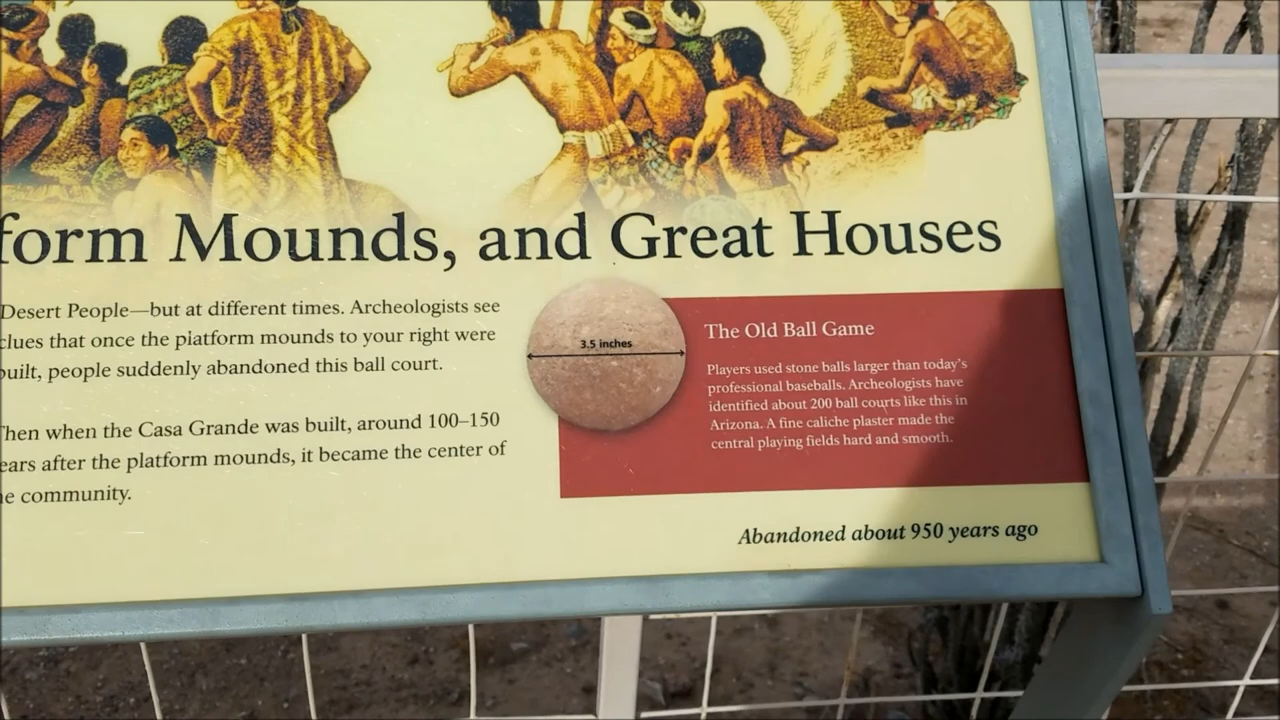 form Mounds, and Great Houses
Desert People—but at different times. Archeologists see
clues that once the platform mounds to your right were
built, people suddenly abandoned this ball court.
Then when the Casa Grande was built, around 100–150
years after the platform mounds, it became the center of
the community.
3.5 inches
The Old Ball Game
Players used stone balls larger than today's
professional baseballs. Archeologists have
identified about 200 ball courts like this in
Arizona. A fine caliche plaster made the
central playing fields hard and smooth.
Abandoned about 950 years ago